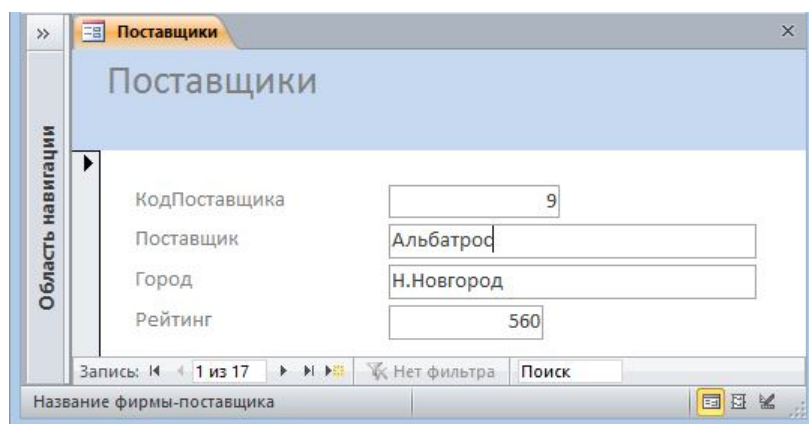 Поставщики
Поставщики
Область навигации
КодПоставщика 9
Поставщик Альбатрос
Город Н.Новгород
Рейтинг 560
Запись: 1 из 17 Нет фильтра Поиск
Название фирмы-поставщика